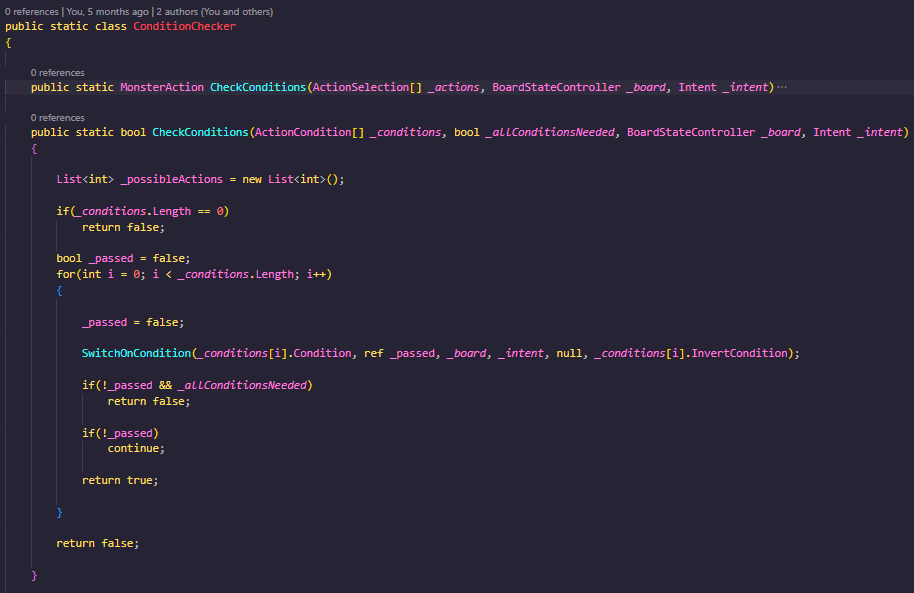 0 references | You, 5 months ago | 2 authors (You and others)
public static class ConditionChecker
{
0 references
public static MonsterAction CheckConditions(ActionSelection[] _actions, BoardStateController _board, Intent _intent)···
0 references
public static bool CheckConditions(ActionCondition[] _conditions, bool _allConditionsNeeded, BoardStateController _board, Intent _intent)
{
List<int> _possibleActions = new List<int>();
if(_conditions.Length == 0)
return false;
bool _passed = false;
for(int i = 0; i < _conditions.Length; i++)
{
_passed = false;
SwitchOnCondition(_conditions[i].Condition, ref _passed, _board, _intent, null, _conditions[i].InvertCondition);
if(!_passed && _allConditionsNeeded)
return false;
if(!_passed)
continue;
return true;
}
return false;
}